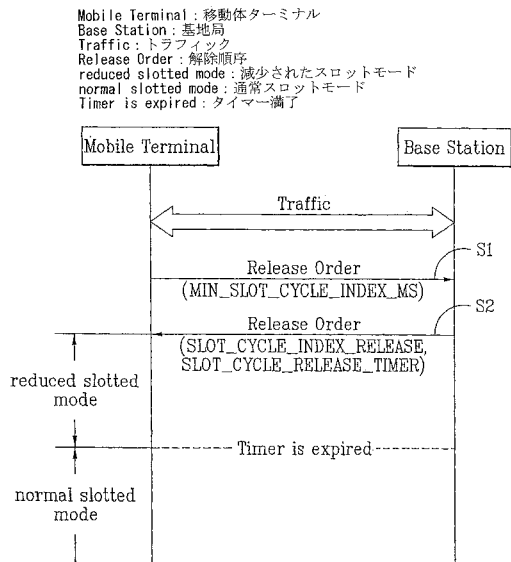 Mobile Terminal：移動体ターミナル
Base Station：基地局
Traffic：トラフィック
Release Order：解除順序
reduced slotted mode：減少されたスロットモード
normal slotted mode：通常スロットモード
Timer is expired：タイマー満了
Mobile Terminal
Base Station
Traffic
S1
Release Order
(MIN_SLOT_CYCLE_INDEX_MS)
S2
Release Order
(SLOT_CYCLE_INDEX_RELEASE,
SLOT_CYCLE_RELEASE_TIMER)
reduced slotted
mode
Timer is expired
normal slotted
mode